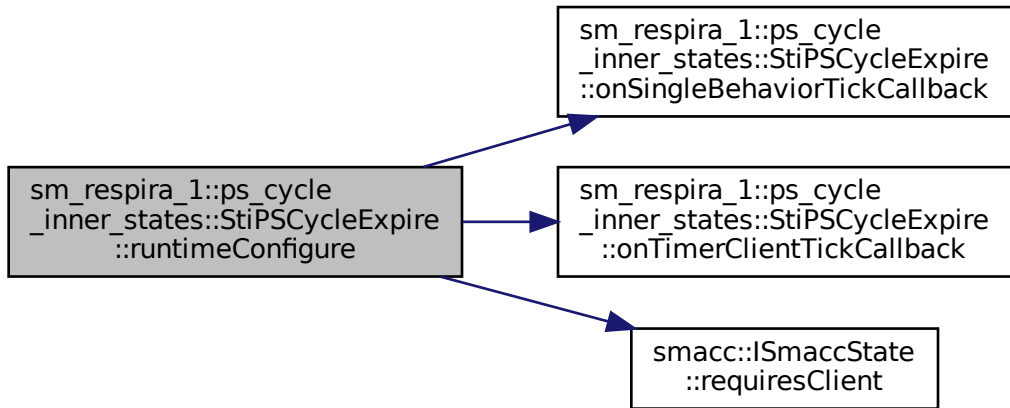 sm_respira_1::ps_cycle
_inner_states::StiPSCycleExpire
::runtimeConfigure
sm_respira_1::ps_cycle
_inner_states::StiPSCycleExpire
::onSingleBehaviorTickCallback
sm_respira_1::ps_cycle
_inner_states::StiPSCycleExpire
::onTimerClientTickCallback
smacc::ISmaccState
::requiresClient